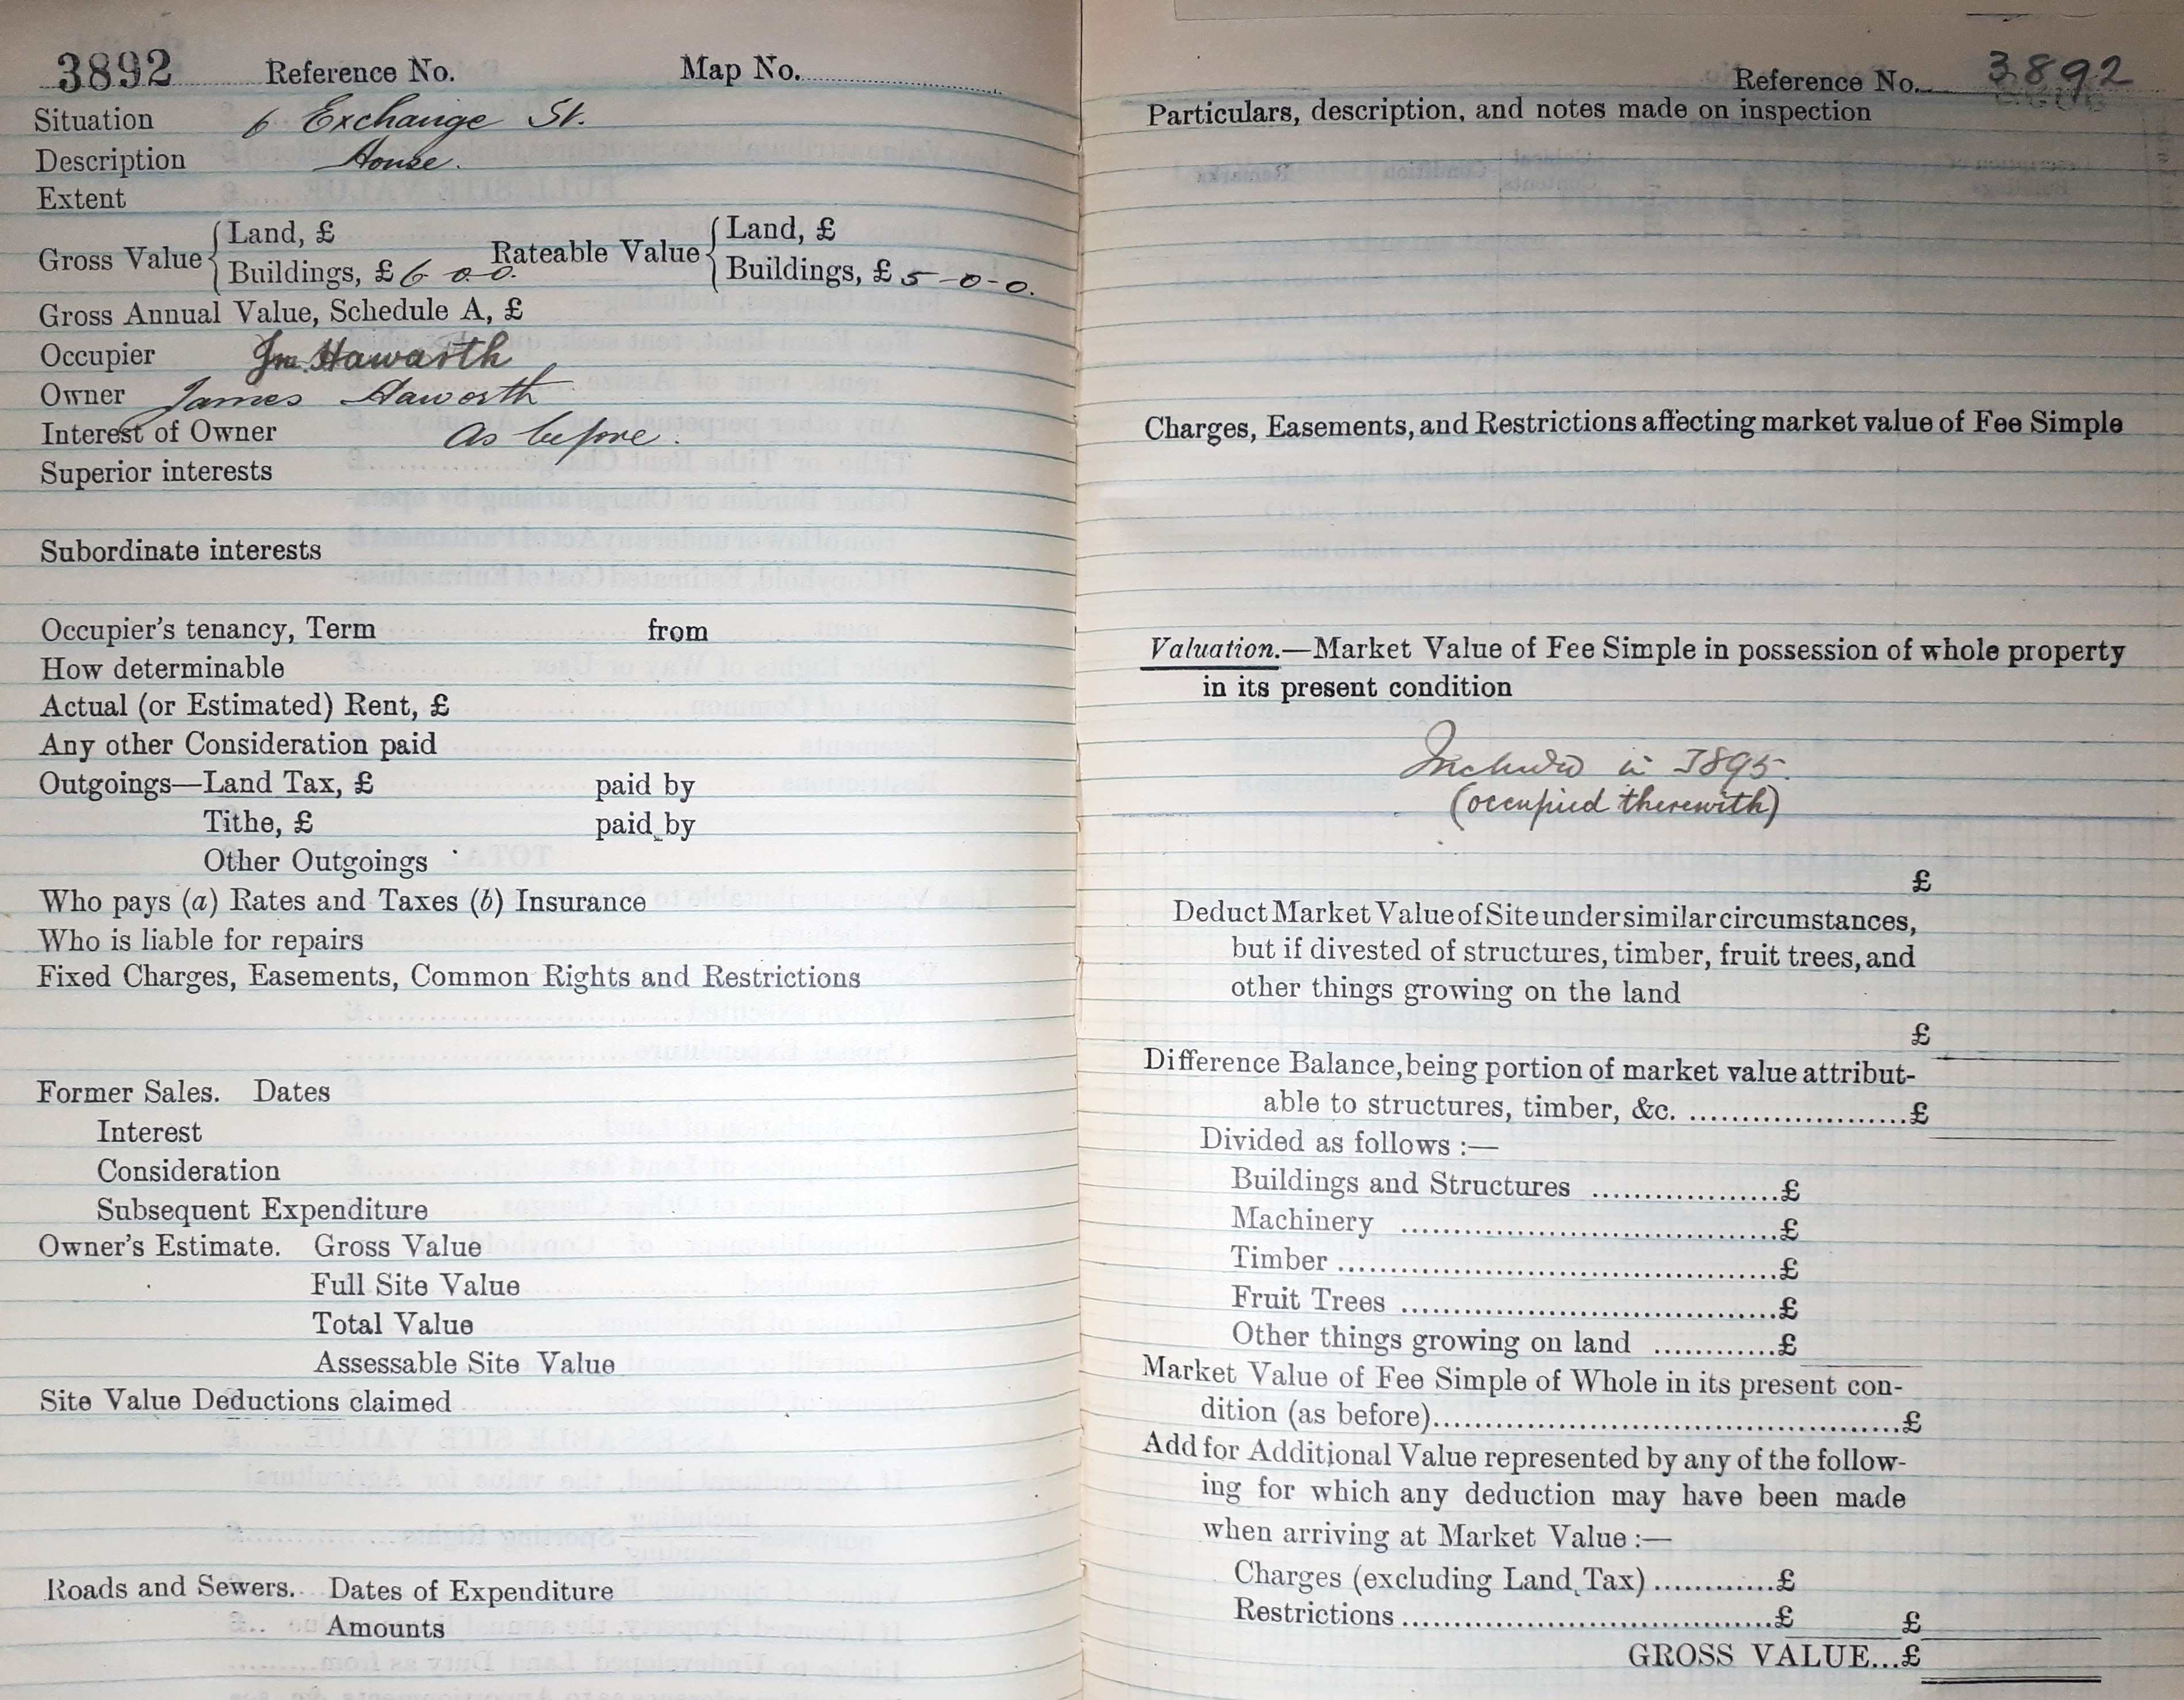 3892 Reference No. Map No.
Situation 6 Exchange St.
Description House.
Extent
Gross Value { Land, £ Rateable Value { Land, £
Buildings, £ 6-0-0. Buildings, £ 5-0-0.
Gross Annual Value, Schedule A, £
Occupier Haworth
Owner James Haworth
Interest of Owner as before.
Superior interests
Subordinate interests
Occupier's tenancy, Term from
How determinable
Actual (or Estimated) Rent, £
Any other Consideration paid
Outgoings—Land Tax, £ paid by
Tithe, £ paid by
Other Outgoings
Who pays (a) Rates and Taxes (b) Insurance
Who is liable for repairs
Fixed Charges, Easements, Common Rights and Restrictions
Former Sales. Dates
Interest
Consideration
Subsequent Expenditure
Owner's Estimate. Gross Value
Full Site Value
Total Value
Assessable Site Value
Site Value Deductions claimed
Roads and Sewers. Dates of Expenditure
Amounts
Reference No. 3892
Particulars, description, and notes made on inspection
Charges, Easements, and Restrictions affecting market value of Fee Simple
Valuation.—Market Value of Fee Simple in possession of whole property
in its present condition
Included in 3895.
(occupied therewith)
£
Deduct Market Value of Site under similar circumstances,
but if divested of structures, timber, fruit trees, and
other things growing on the land
£
Difference Balance, being portion of market value attribut-
able to structures, timber, &c. ....................£
Divided as follows :—
Buildings and Structures ...................£
Machinery ......................................£
Timber ............................................£
Fruit Trees ......................................£
Other things growing on land ............£
Market Value of Fee Simple of Whole in its present con-
dition (as before)..............................................£
Add for Additional Value represented by any of the follow-
ing for which any deduction may have been made
when arriving at Market Value :—
Charges (excluding Land Tax) ............£
Restrictions .....................................£ £
GROSS VALUE...£